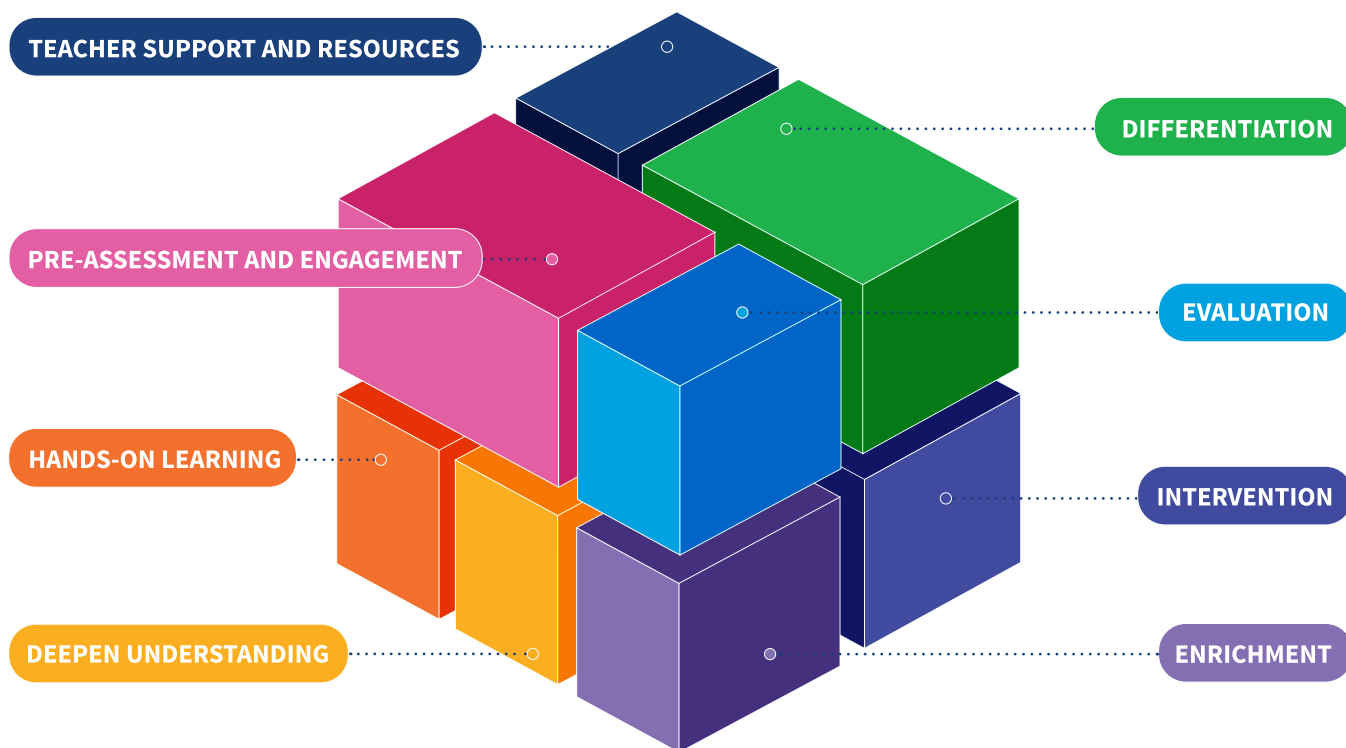 TEACHER SUPPORT AND RESOURCES
DIFFERENTIATION
PRE-ASSESSMENT AND ENGAGEMENT
EVALUATION
HANDS-ON LEARNING
INTERVENTION
DEEPEN UNDERSTANDING
ENRICHMENT